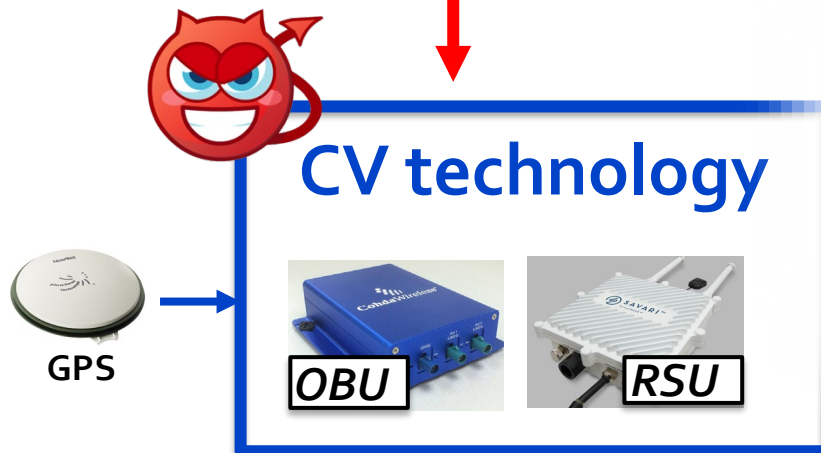 CV technology
CohdaWireless
SAVARI
GPS
OBU
RSU